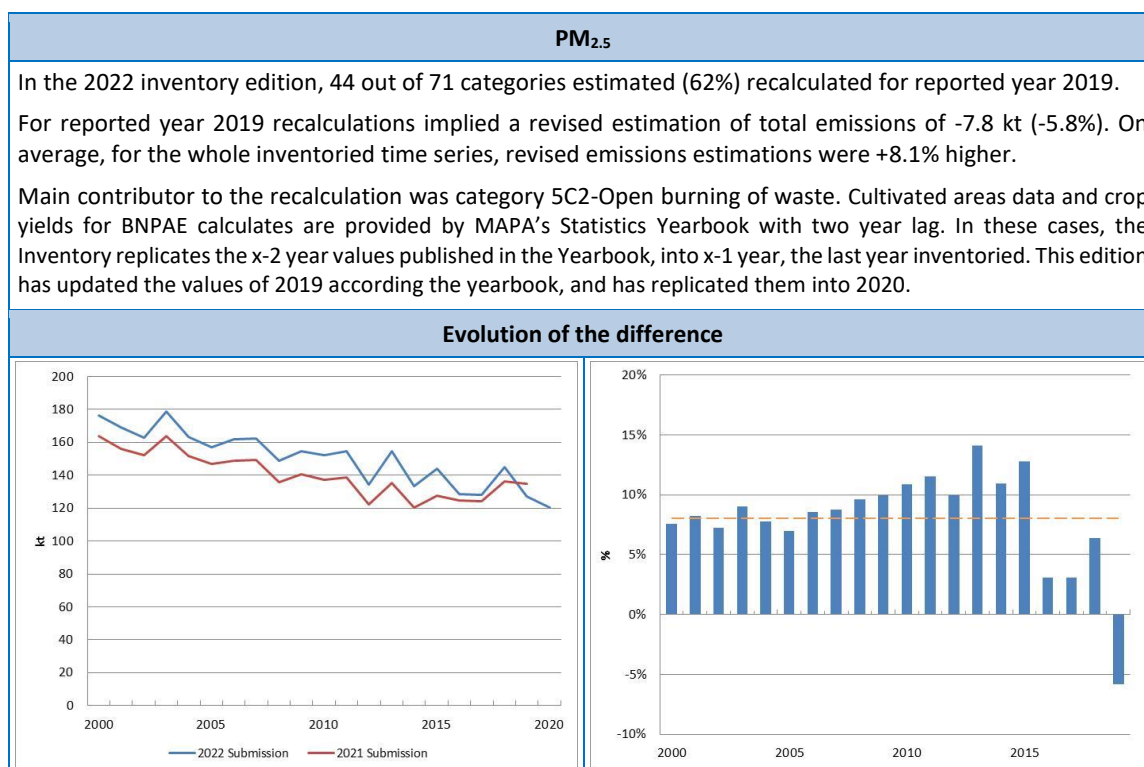 PM2.5
In the 2022 inventory edition, 44 out of 71 categories estimated (62%) recalculated for reported year 2019.
For reported year 2019 recalculations implied a revised estimation of total emissions of -7.8 kt (-5.8%). On
average, for the whole inventoried time series, revised emissions estimations were +8.1% higher.
Main contributor to the recalculation was category 5C2-Open burning of waste. Cultivated areas data and crop
yields for BNPAE calculates are provided by MAPA's Statistics Yearbook with two year lag. In these cases, the
Inventory replicates the x-2 year values published in the Yearbook, into x-1 year, the last year inventoried. This edition
has updated the values of 2019 according the yearbook, and has replicated them into 2020.
Evolution of the difference
200
180
160
140
120
100
80
60
40
20
0
kt
2000 2005 2010 2015 2020
2022 Submission 2021 Submission
20%
15%
10%
5%
0%
-5%
-10%
%
2000 2005 2010 2015